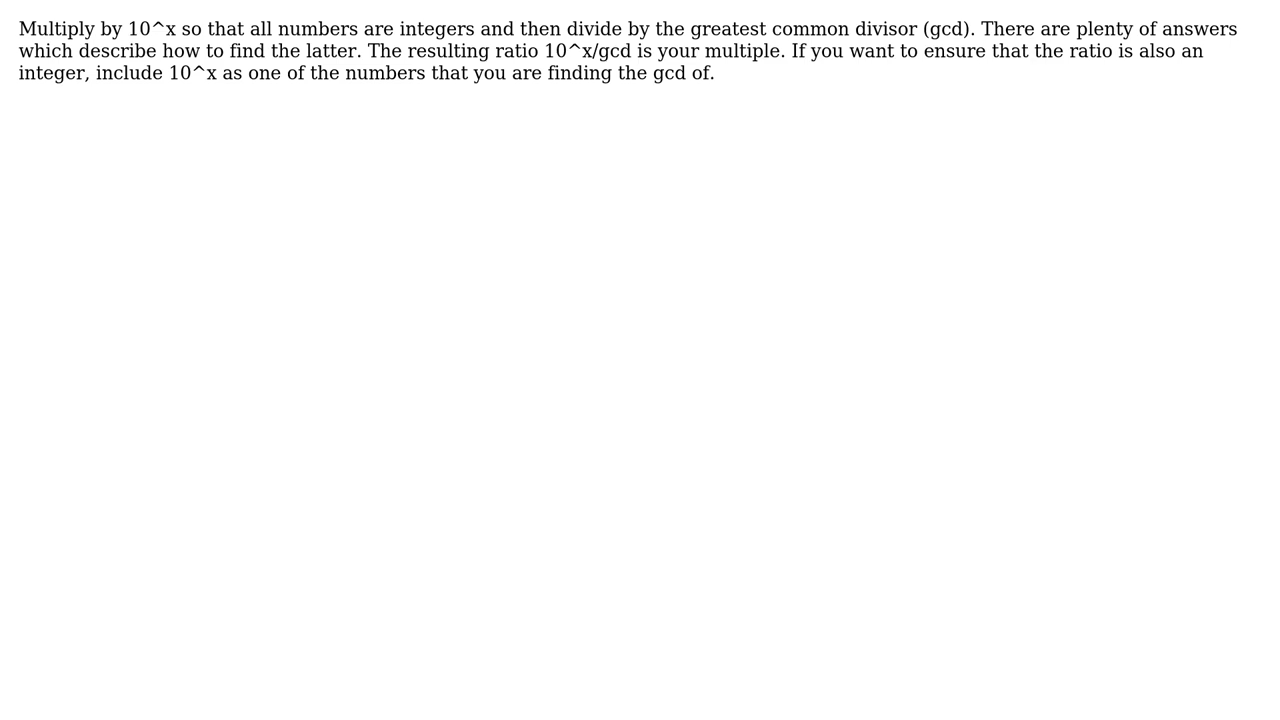 Multiply by 10^x so that all numbers are integers and then divide by the greatest common divisor (gcd). There are plenty of answers
which describe how to find the latter. The resulting ratio 10^x/gcd is your multiple. If you want to ensure that the ratio is also an
integer, include 10^x as one of the numbers that you are finding the gcd of.